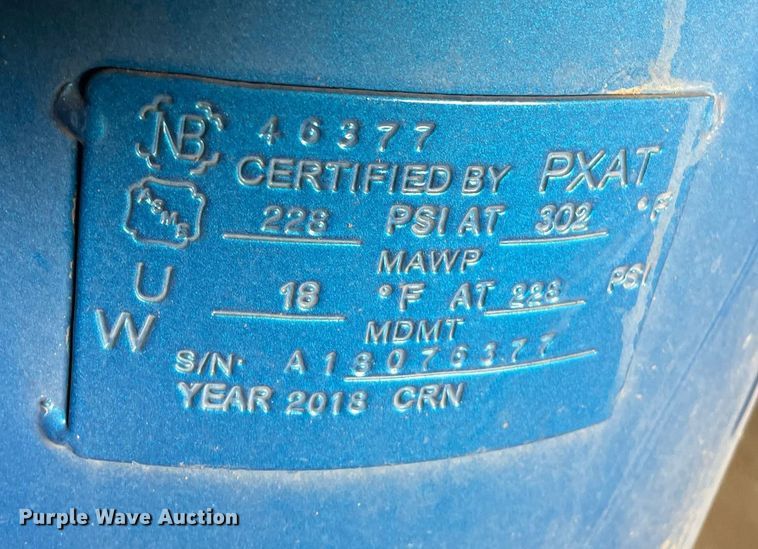 NB 46377
CERTIFIED BY PXAT
ASME 228 PSI AT 302 °F
MAWP
U 18 °F AT 228 PSI
W MDMT
S/N· A18076377
YEAR 2018 CRN
Purple Wave Auction